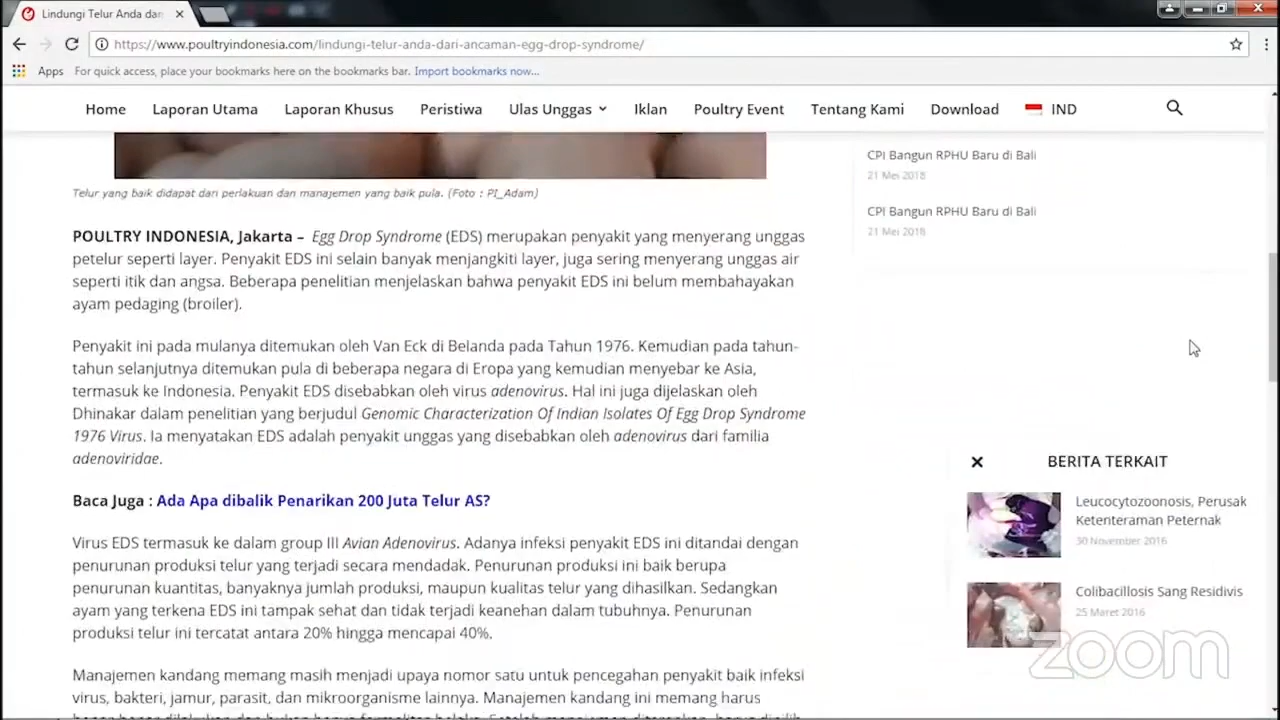 Lindungi Telur Anda dar
https://www.poultryindonesia.com/lindungi-telur-anda-dari-ancaman-egg-drop-syndrome/
Apps For quick access, place your bookmarks here on the bookmarks bar. Import bookmarks now...
Home Laporan Utama Laporan Khusus Peristiwa Ulas Unggas Iklan Poultry Event Tentang Kami Download IND
Telur yang baik didapat dari perlakuan dan manajemen yang baik pula. (Foto : PI_Adam)
POULTRY INDONESIA, Jakarta – Egg Drop Syndrome (EDS) merupakan penyakit yang menyerang unggas
petelur seperti layer. Penyakit EDS ini selain banyak menjangkiti layer, juga sering menyerang unggas air
seperti itik dan angsa. Beberapa penelitian menjelaskan bahwa penyakit EDS ini belum membahayakan
ayam pedaging (broiler).
Penyakit ini pada mulanya ditemukan oleh Van Eck di Belanda pada Tahun 1976. Kemudian pada tahun-
tahun selanjutnya ditemukan pula di beberapa negara di Eropa yang kemudian menyebar ke Asia,
termasuk ke Indonesia. Penyakit EDS disebabkan oleh virus adenovirus. Hal ini juga dijelaskan oleh
Dhinakar dalam penelitian yang berjudul Genomic Characterization Of Indian Isolates Of Egg Drop Syndrome
1976 Virus. Ia menyatakan EDS adalah penyakit unggas yang disebabkan oleh adenovirus dari familia
adenoviridae.
Baca Juga : Ada Apa dibalik Penarikan 200 Juta Telur AS?
Virus EDS termasuk ke dalam group III Avian Adenovirus. Adanya infeksi penyakit EDS ini ditandai dengan
penurunan produksi telur yang terjadi secara mendadak. Penurunan produksi ini baik berupa
penurunan kuantitas, banyaknya jumlah produksi, maupun kualitas telur yang dihasilkan. Sedangkan
ayam yang terkena EDS ini tampak sehat dan tidak terjadi keanehan dalam tubuhnya. Penurunan
produksi telur ini tercatat antara 20% hingga mencapai 40%.
Manajemen kandang memang masih menjadi upaya nomor satu untuk pencegahan penyakit baik infeksi
virus, bakteri, jamur, parasit, dan mikroorganisme lainnya. Manajemen kandang ini memang harus
CPI Bangun RPHU Baru di Bali
21 Mei 2018
CPI Bangun RPHU Baru di Bali
21 Mei 2018
BERITA TERKAIT
Leucocytozoonosis, Perusak
Ketenteraman Peternak
30 November 2016
Colibacillosis Sang Residivis
25 Maret 2016
zoom